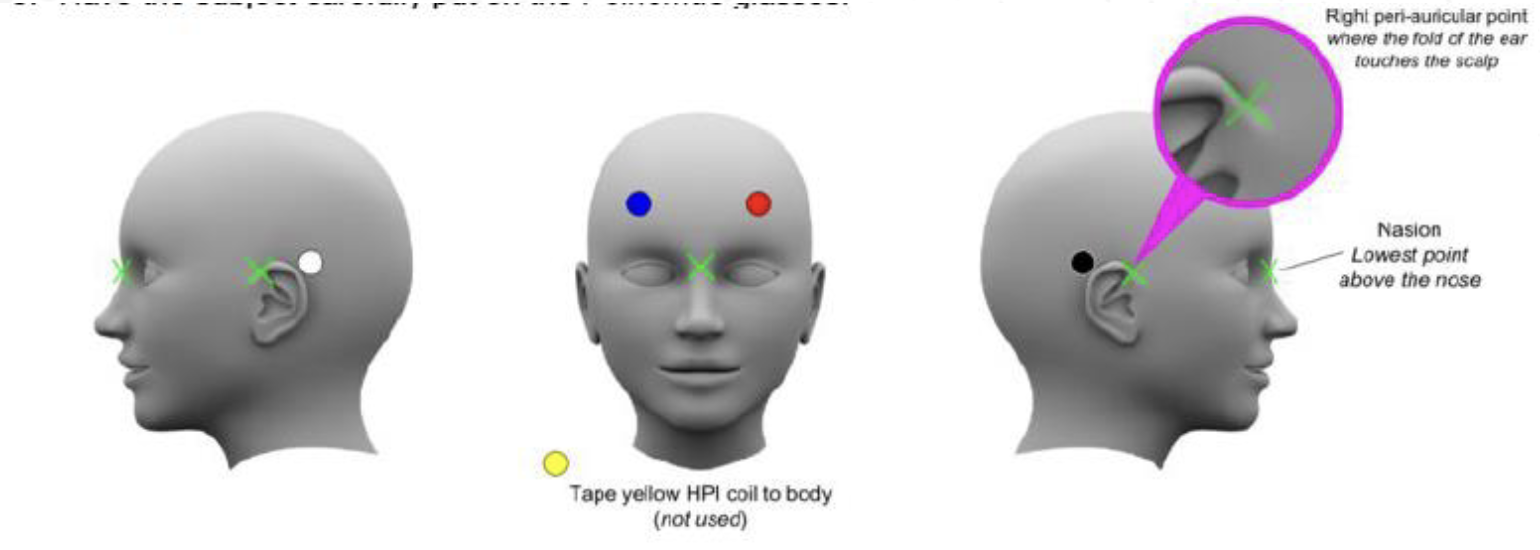 Right peri-auricular point
where the fold of the ear
touches the scalp
Nasion
Lowest point
above the nose
Tape yellow HPI coil to body
(not used)